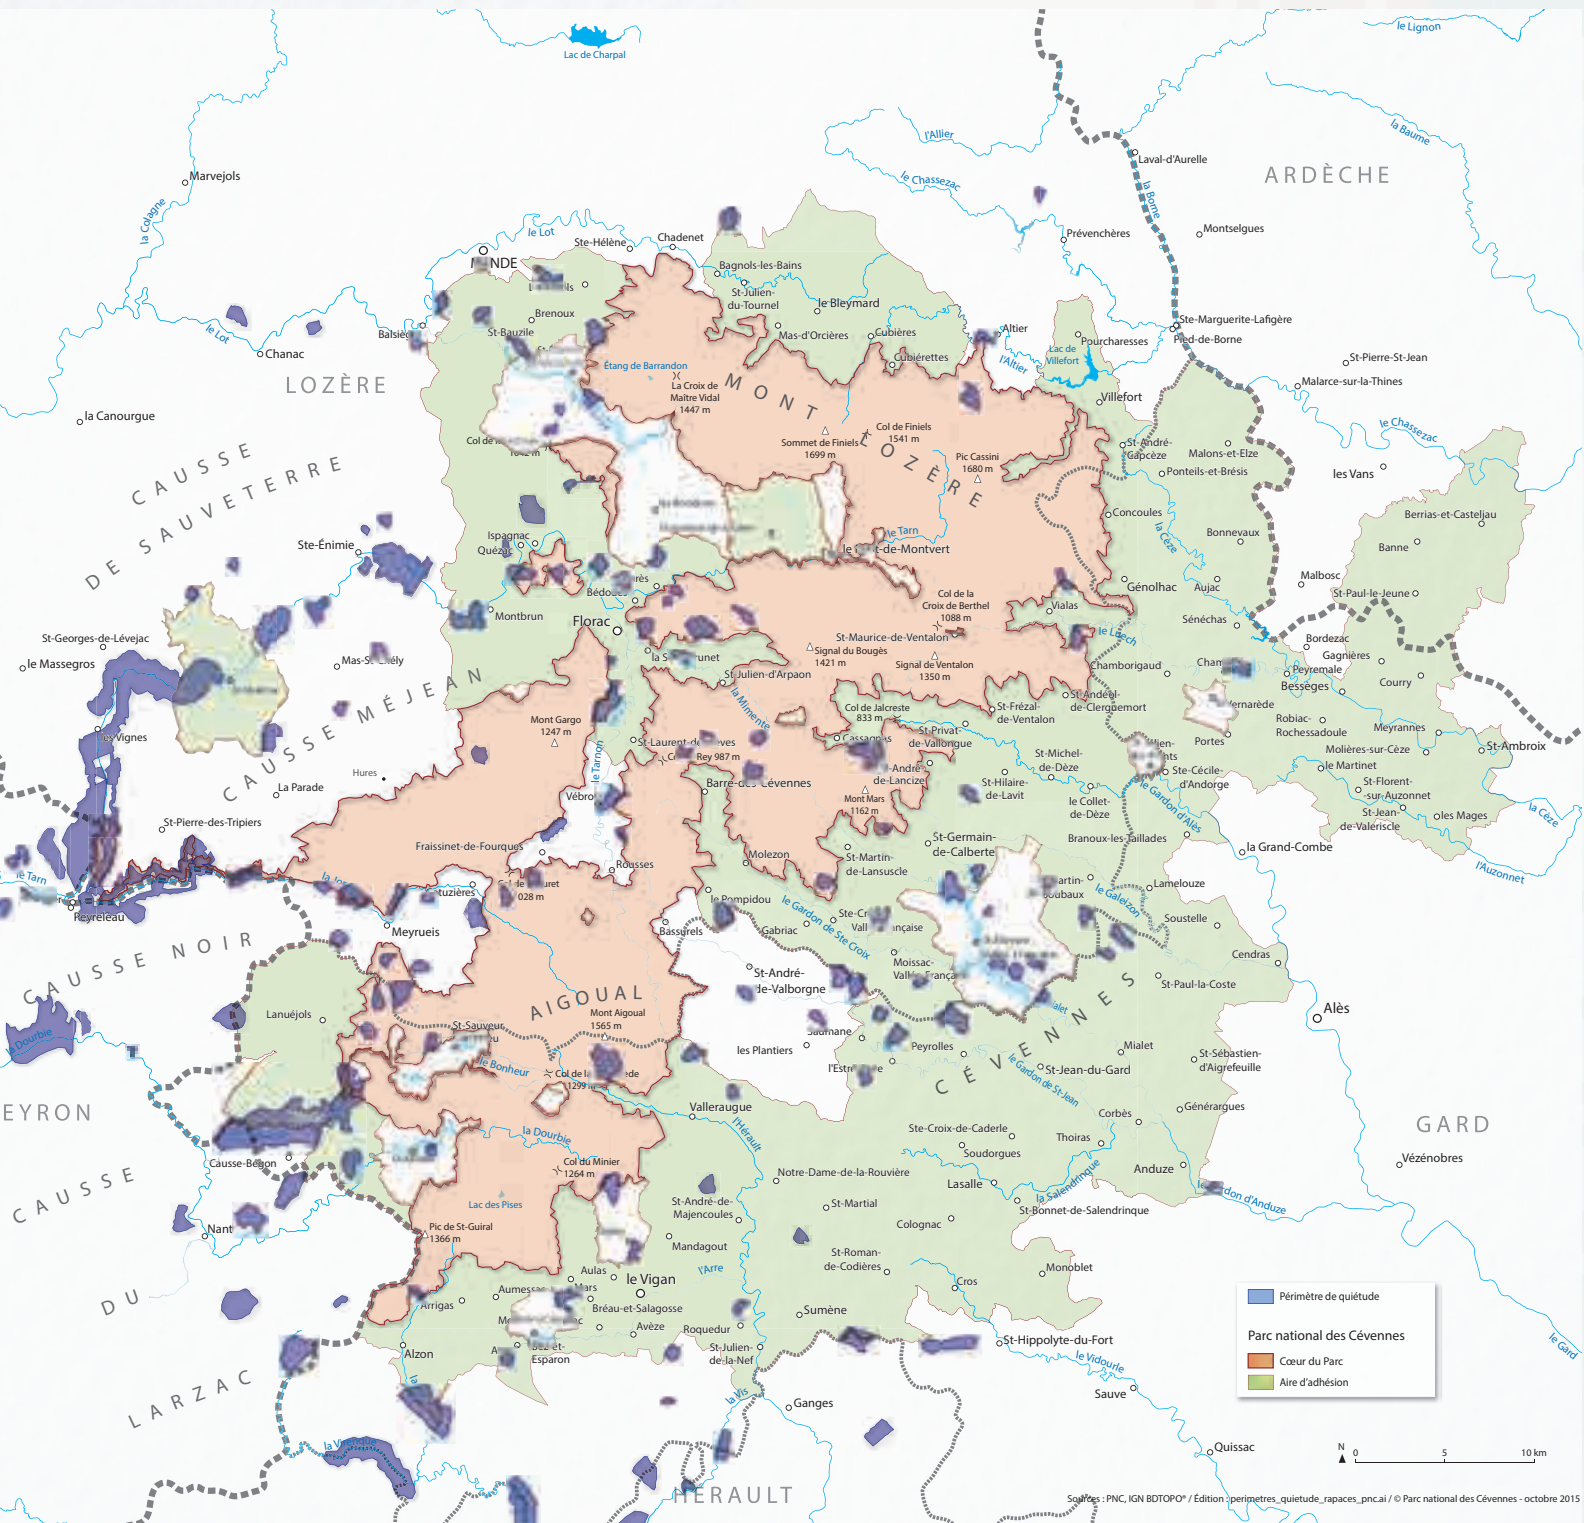 le Lignon
Lac de Charpal
l'Allier
la Baume
Laval-d'Aurelle
ARDÈCHE
Marvejols
le Chassezac
la Borne
la Colagne
Montselgues
Prévenchères
le Lot
Ste-Hélène
Chadenet
Bagnols-les-Bains
St-Julien-
du-Tournel
le Bleymard
Brenoux
St-Bauzile
Mas-d'Orcières
Cubières
Cubiérettes
Altier
l'Altier
Ste-Marguerite-Lafigère
Pied-de-Borne
Pourcharesses
Lac de
Villefort
Villefort
St-Pierre-St-Jean
Malarce-sur-la-Thines
le Lot
Chanac
LOZÈRE
la Canourgue
Étang de Barrandon
La Croix de
Maître Vidal
1447 m
MONT LOZÈRE
Sommet de Finiels
1699 m
Col de Finiels
1541 m
Pic Cassini
1680 m
St-André-
Capcèze
Malons-et-Elze
Ponteils-et-Brésis
le Chassezac
les Vans
Berrias-et-Casteljau
Banne
CAUSSE
DE SAUVETERRE
Concoules
Bonnevaux
la Cèze
Ispagnac
Quézac
le Tarn
Ste-Énimie
Génolhac
Aujac
Malbosc
St-Paul-le-Jeune
Montbrun
Florac
Col de la
Croix de Berthel
1088 m
Vialas
le Luech
Sénéchas
St-Maurice-de-Ventalon
Signal du Bougès
1421 m
Signal de Ventalon
1350 m
Chamborigaud
Bordezac
Gagnières
Peyremale
Bessèges
Courry
St-Georges-de-Lévejac
le Massegros
St-Julien-d'Arpaon
la Mimente
St-Andéol-
de-Clerguemort
CAUSSE MÉJEAN
Mont Gargo
1247 m
Col de Jalcreste
833 m
St-Frézal-
de-Ventalon
St-Privat-
de-Vallongue
Robiac-
Rochessadoule
Meyrannes
Molières-sur-Cèze
St-Ambroix
Portes
le Martinet
St-Florent-
sur-Auzonnet
St-Jean-
de-Valeriscle
les Mages
la Cèze
l'Auzonnet
Rey 987 m
Hures
La Parade
le Tarnon
Barre-des-Cévennes
de-Lancize
Mont Mars
1162 m
St-Michel-
de-Dèze
St-Hilaire-
de-Lavit
le Collet-
de-Dèze
Ste-Cécile-
d'Andorge
le Gardon d'Alès
Branoux-les-Taillades
la Grand-Combe
St-Pierre-des-Tripiers
Fraissinet-de-Fourques
Rousses
Molezon
St-Germain-
de-Calberte
St-Martin-
de-Lansuscle
le Tarn
Peyreleau
Meyrueis
le Pompidou
Bassurels
Gabriac
le Gardon de Ste Croix
le Galeizon
Lamelouze
Soustelle
Cendras
St-Paul-la-Coste
CAUSSE NOIR
Lanuéjols
AIGOUAL
Mont Aigoual
1565 m
St-André-
de-Valborgne
les Plantiers
Peyrolles
CÉVENNES
Alès
Mialet
St-Sébastien-
d'Aigrefeuille
St-Jean-du-Gard
le Gardon de St-Jean
Générargues
Corbès
Thoiras
Anduze
le Bonheur
la Dourbie
la Dourbie
Valleraugue
l'Hérault
Ste-Croix-de-Caderle
Soudorgues
Lasalle
la Salendrinque
St-Bonnet-de-Salendrinque
Notre-Dame-de-la-Rouvière
St-Martial
Colognac
GARD
Vézénobres
Causse-Bégon
Col du Minier
1264 m
Lac des Pises
Pic de St-Guiral
1366 m
St-André-de-
Majencoules
Mandagout
St-Roman-
de-Codières
Monoblet
Cros
Nant
CAUSSE
DU
LARZAC
Aulas
le Vigan
l'Arre
Bréau-et-Salagosse
Avèze
Roquedur
Sumène
Arrigas
Alzon
Esparon
St-Julien-
de-la-Nef
St-Hippolyte-du-Fort
le Vidourle
Sauve
le Gard
Ganges
la Vis
Quissac
HÉRAULT
Périmètre de quiétude
Parc national des Cévennes
Cœur du Parc
Aire d'adhésion
N
0 5 10 km
Sources : PNC, IGN BDTOPO® / Édition : perimetres_quietude_rapaces_pnc.ai / © Parc national des Cévennes - octobre 2015